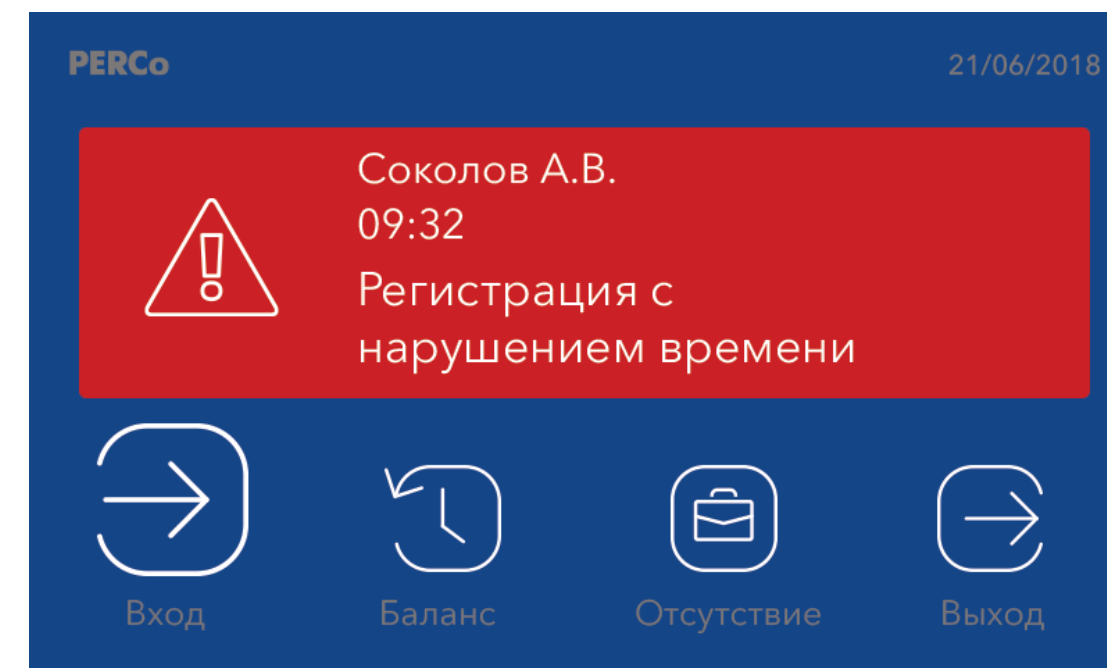 PERCo
21/06/2018
Соколов А.В.
09:32
Регистрация с
нарушением времени
Вход
Баланс
Отсутствие
Выход